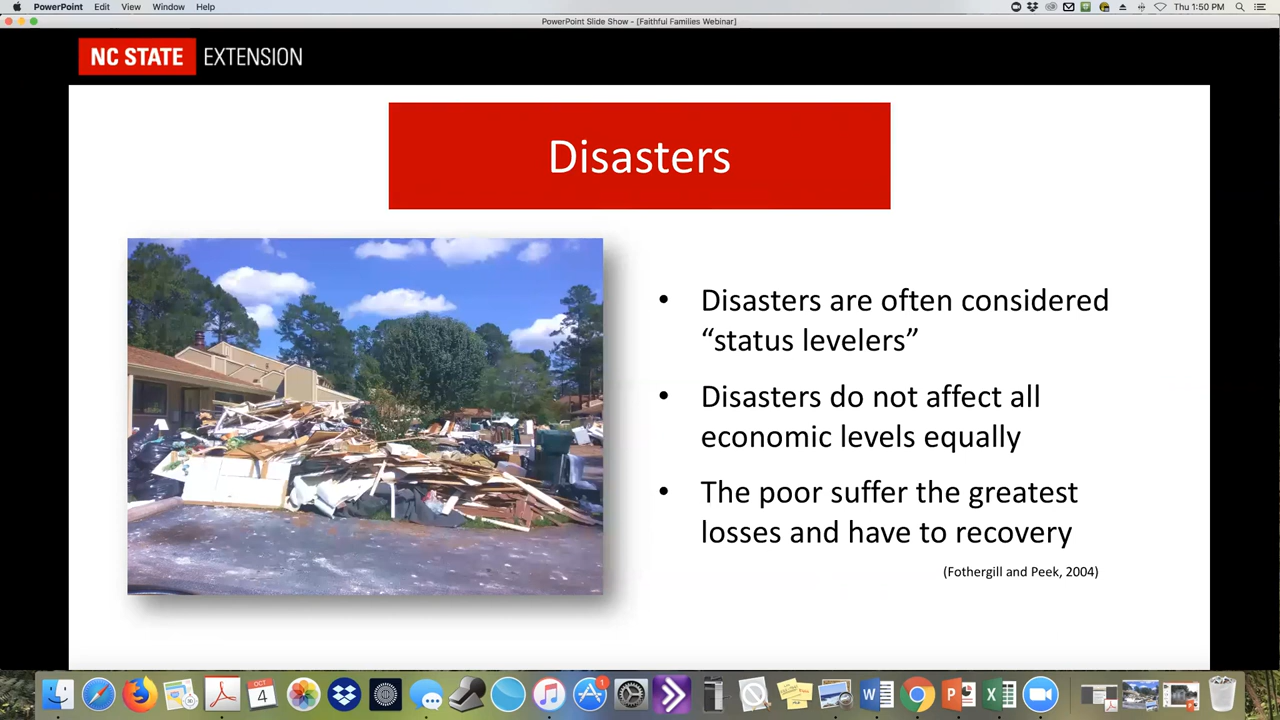 PowerPoint File Edit View Window Help
Thu 1:50 PM
PowerPoint Slide Show - [Faithful Families Webinar]
NC STATE EXTENSION
Disasters
• Disasters are often considered
“status levelers”
• Disasters do not affect all
economic levels equally
• The poor suffer the greatest
losses and have to recovery
(Fothergill and Peek, 2004)
OCT
4
1